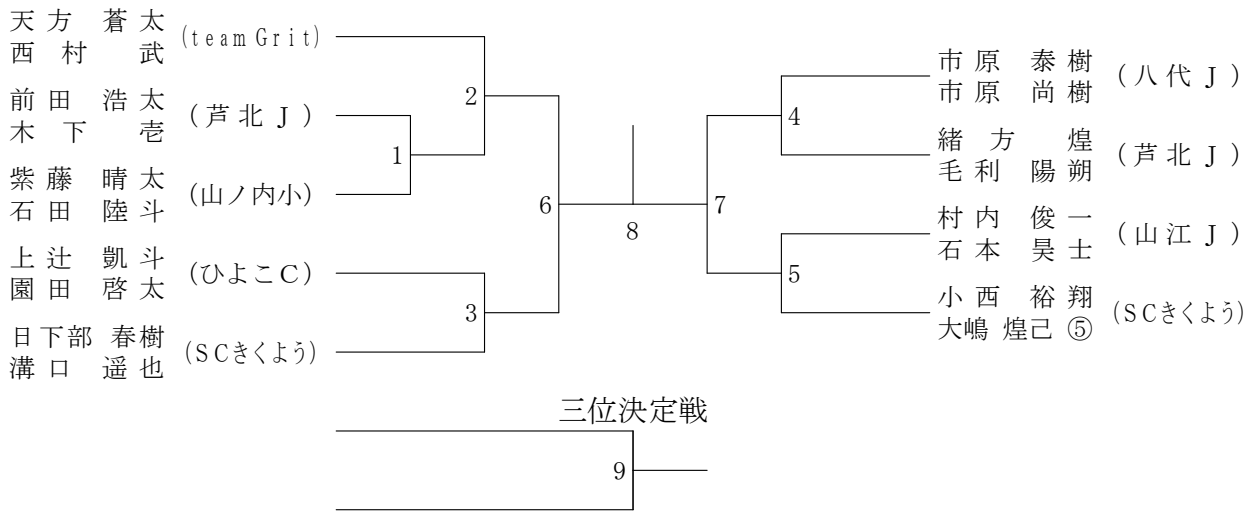 天方 蒼太
西村 武
(teamGrit)
前田 浩太
木下 壱
(芦北J)
紫藤 晴太
石田 陸斗
(山ノ内小)
上辻 凱斗
園田 啓太
(ひよこC)
日下部 春樹
溝口 遥也
(SCきくよう)
1
2
3
6
8
7
4
5
市原 泰樹
市原 尚樹
(八代J)
緒方 煌
毛利 陽朔
(芦北J)
村内 俊一
石本 昊士
(山江J)
小西 裕翔
大嶋 煌己 ⑤
(SCきくよう)
三位決定戦
9